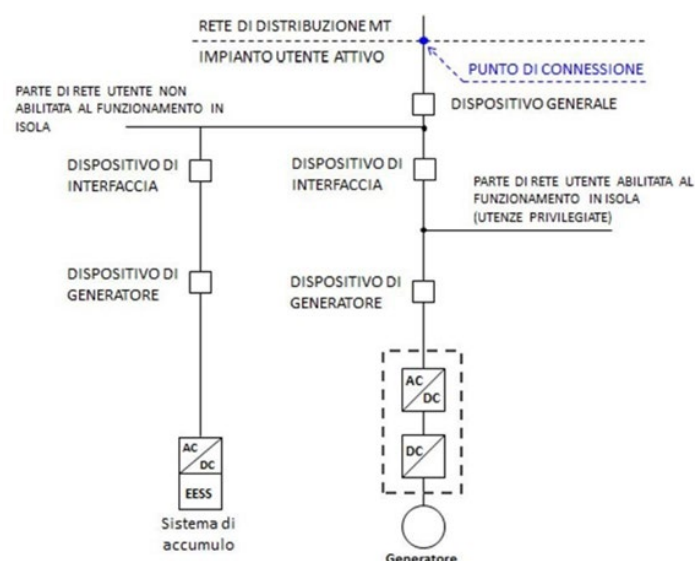 RETE DI DISTRIBUZIONE MT
IMPIANTO UTENTE ATTIVO
PUNTO DI CONNESSIONE
PARTE DI RETE UTENTE NON
ABILITATA AL FUNZIONAMENTO IN
ISOLA
DISPOSITIVO GENERALE
DISPOSITIVO DI
INTERFACCIA
DISPOSITIVO DI
INTERFACCIA
PARTE DI RETE UTENTE ABILITATA AL
FUNZIONAMENTO IN ISOLA
(UTENZE PRIVILEGIATE)
DISPOSITIVO DI
GENERATORE
DISPOSITIVO DI
GENERATORE
AC
DC
DC
AC
DC
EESS
Sistema di
accumulo
Generatore